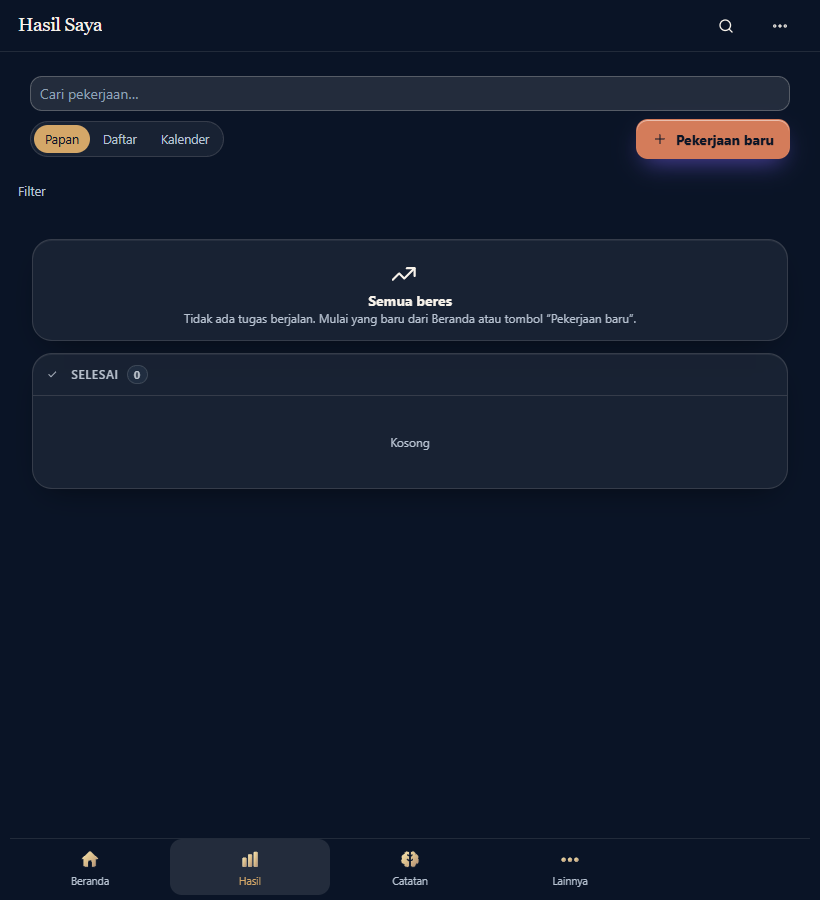 Hasil Saya
Cari pekerjaan...
Papan Daftar Kalender
Pekerjaan baru
Filter
Semua beres
Tidak ada tugas berjalan. Mulai yang baru dari Beranda atau tombol “Pekerjaan baru”.
SELESAI 0
Kosong
Beranda Hasil Catatan Lainnya